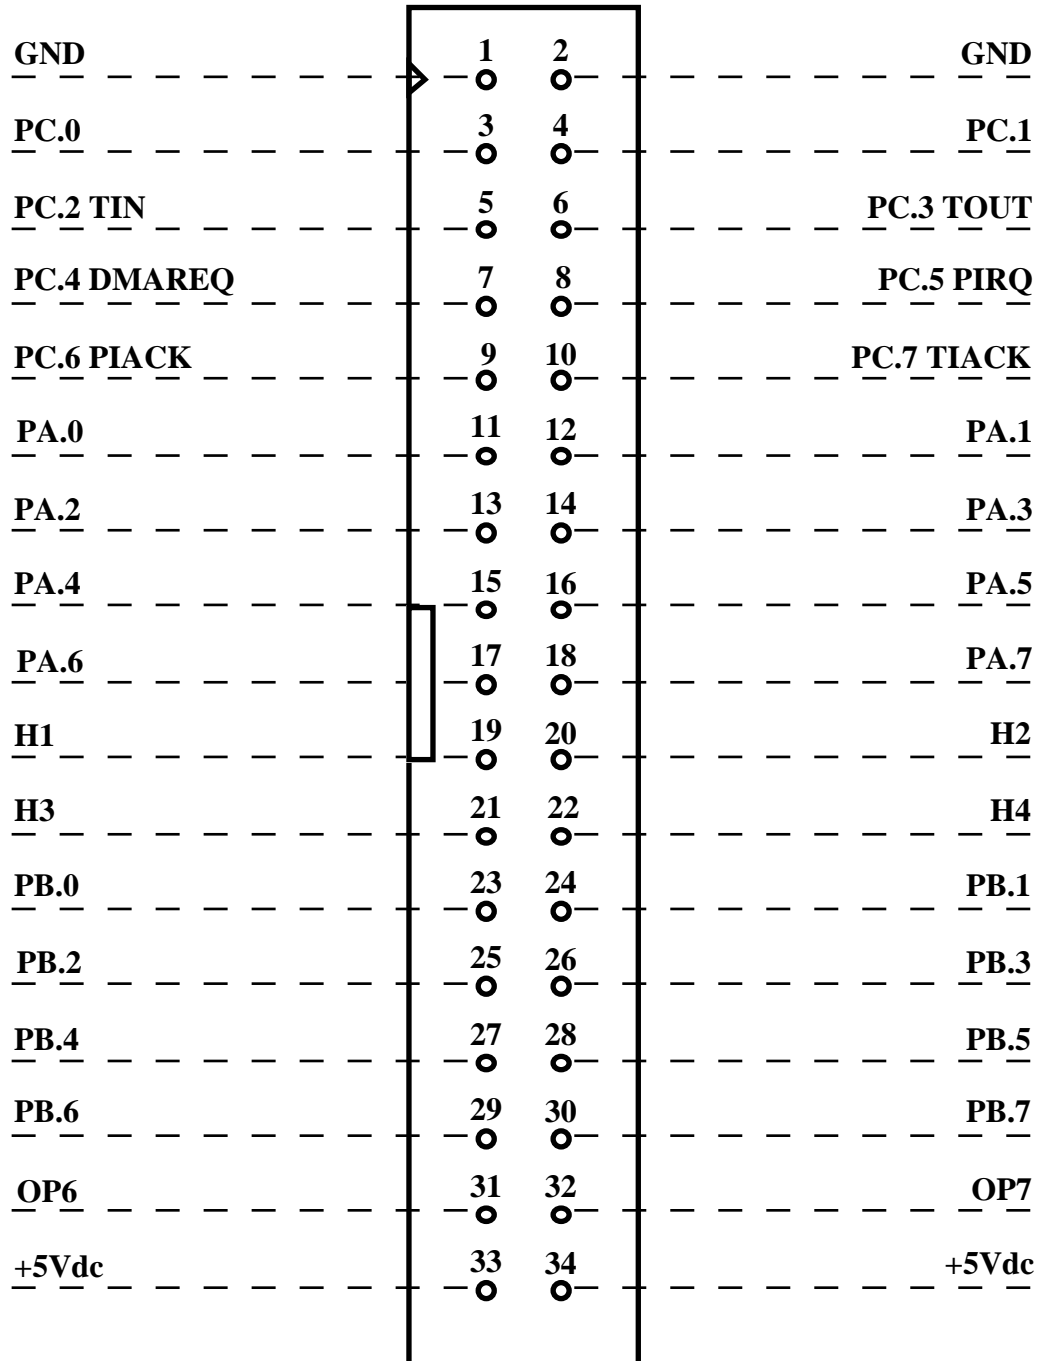 GND 1 2 GND
PC.0 3 4 PC.1
PC.2 TIN 5 6 PC.3 TOUT
PC.4 DMAREQ 7 8 PC.5 PIRQ
PC.6 PIACK 9 10 PC.7 TIACK
PA.0 11 12 PA.1
PA.2 13 14 PA.3
PA.4 15 16 PA.5
PA.6 17 18 PA.7
H1 19 20 H2
H3 21 22 H4
PB.0 23 24 PB.1
PB.2 25 26 PB.3
PB.4 27 28 PB.5
PB.6 29 30 PB.7
OP6 31 32 OP7
+5Vdc 33 34 +5Vdc